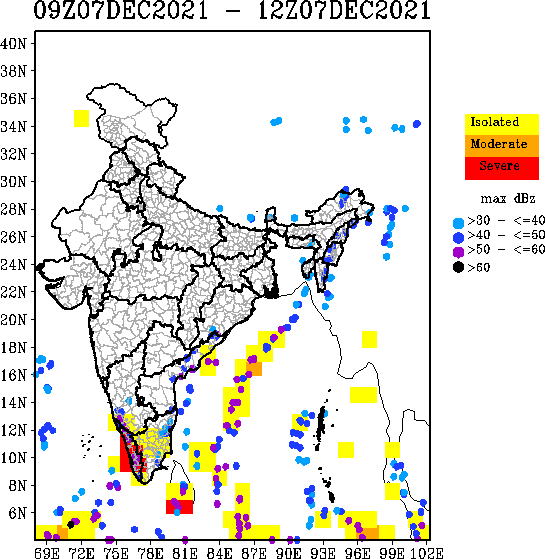 09Z07DEC2021 – 12Z07DEC2021
40N
38N
36N
34N
32N
30N
28N
26N
24N
22N
20N
18N
16N
14N
12N
10N
8N
6N
69E 72E 75E 78E 81E 84E 87E 90E 93E 96E 99E 102E
Isolated
Moderate
Severe
max dBz
>30 - <=40
>40 - <=50
>50 - <=60
>60